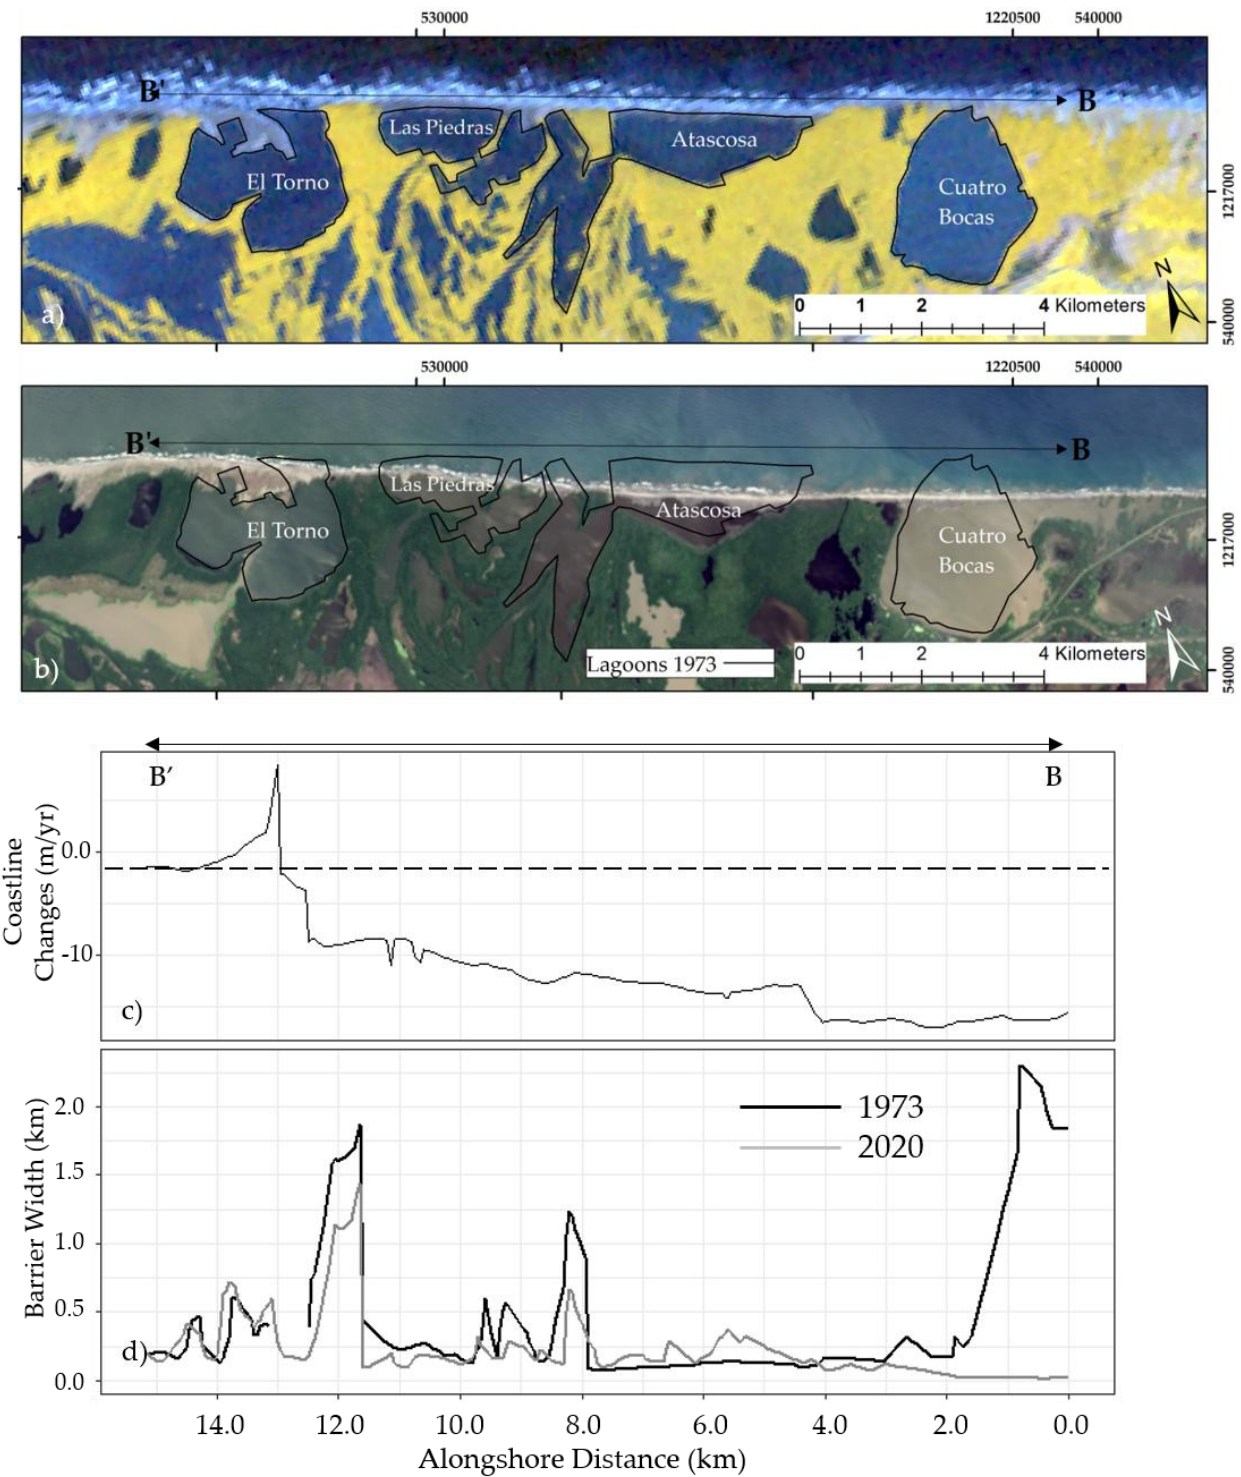 530000 1220500 540000
B' B
Las Piedras
Atascosa
El Torno
Cuatro
Bocas
1217000
N
a)
0 1 2 4 Kilometers
540000
530000 1220500 540000
B' B
Las Piedras
Atascosa
El Torno
Cuatro
Bocas
1217000
N
b)
Lagoons 1973
0 1 2 4 Kilometers
540000
B′ B
Coastline
Changes (m/yr)
0.0
-10
c)
Barrier Width (km)
2.0
1.5
1.0
0.5
0.0
1973
2020
d)
14.0 12.0 10.0 8.0 6.0 4.0 2.0 0.0
Alongshore Distance (km)